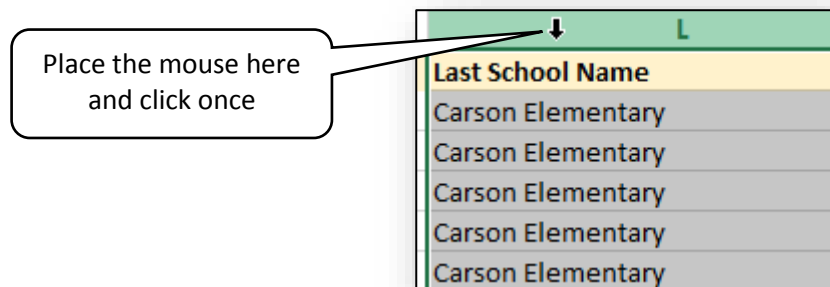 Place the mouse here
and click once
L
Last School Name
Carson Elementary
Carson Elementary
Carson Elementary
Carson Elementary
Carson Elementary